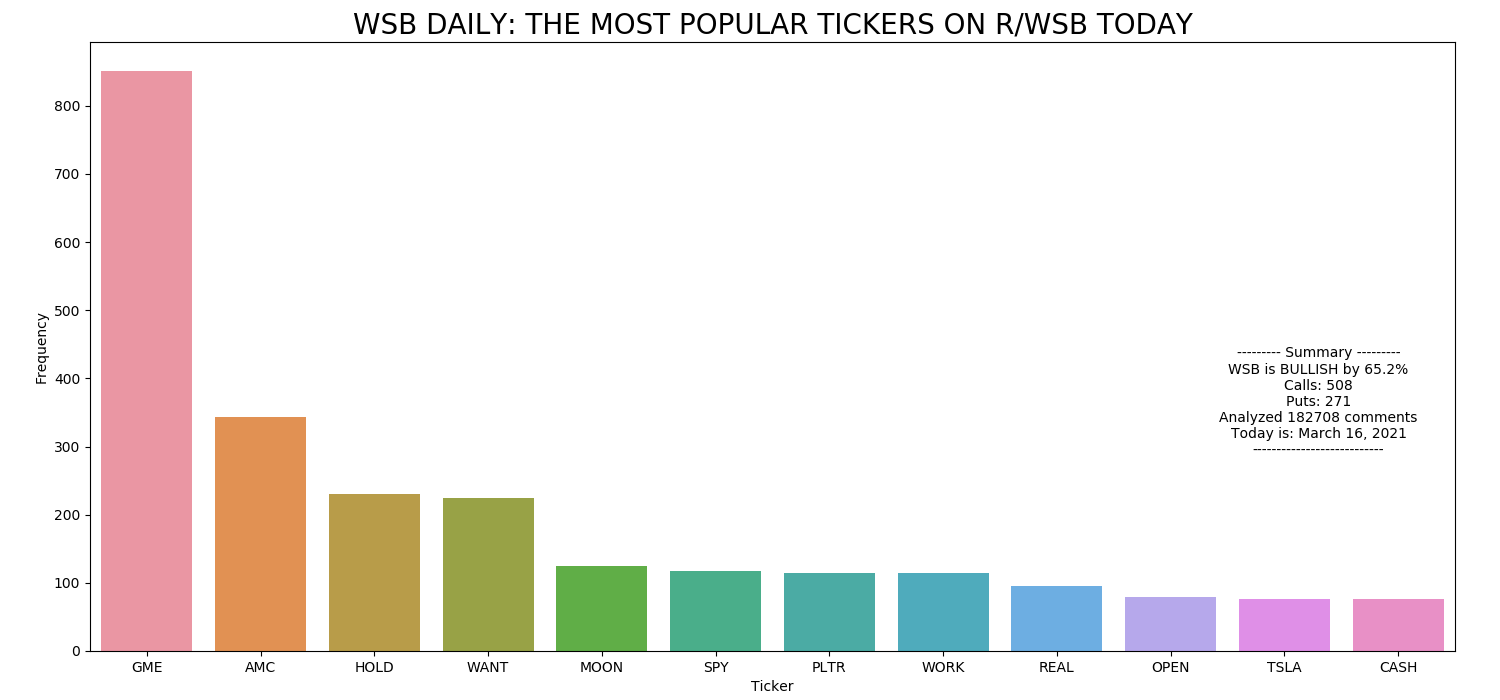 WSB DAILY: THE MOST POPULAR TICKERS ON R/WSB TODAY
800
700
600
500
400
300
200
100
0
Frequency
--------- Summary ---------
WSB is BULLISH by 65.2%
Calls: 508
Puts: 271
Analyzed 182708 comments
Today is: March 16, 2021
---------------------------
GME AMC HOLD WANT MOON SPY PLTR WORK REAL OPEN TSLA CASH
Ticker